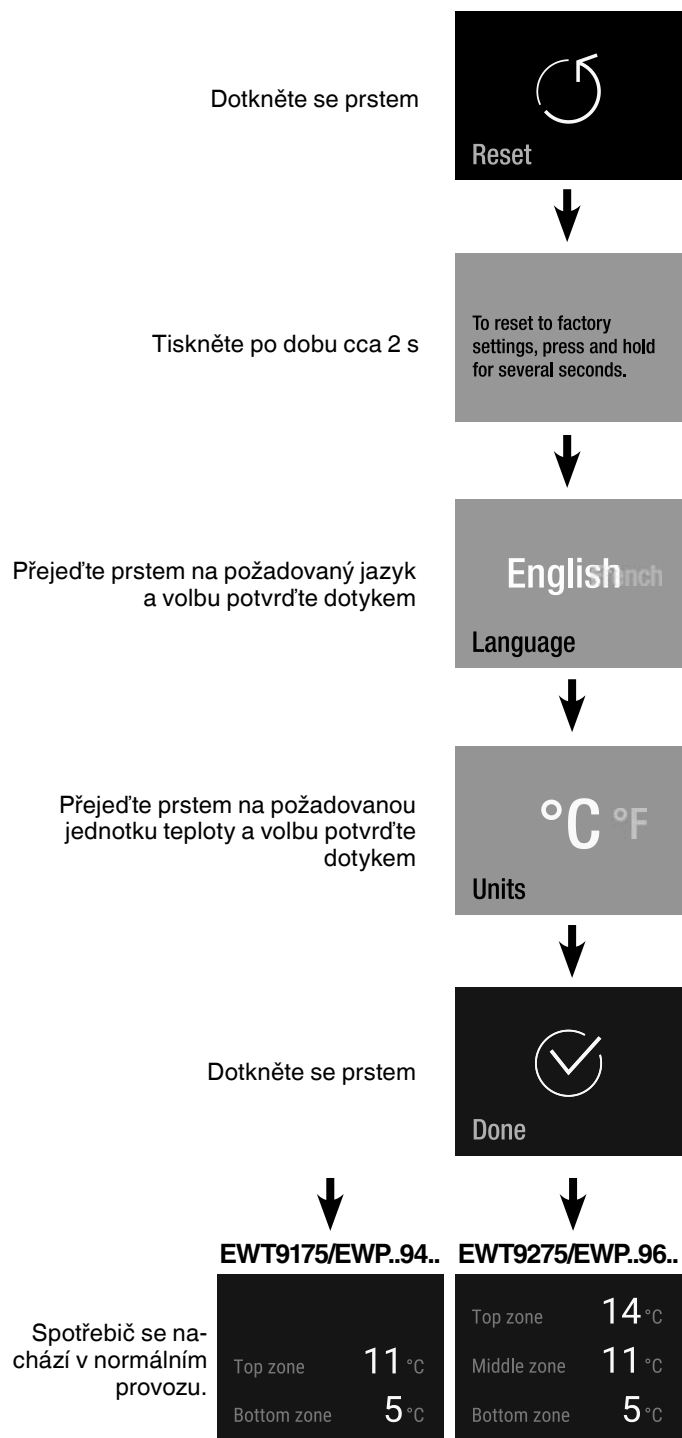 Dotkněte se prstem
Reset
Tiskněte po dobu cca 2 s
To reset to factory
settings, press and hold
for several seconds.
Přejeďte prstem na požadovaný jazyk
a volbu potvrďte dotykem
English French
Language
Přejeďte prstem na požadovanou
jednotku teploty a volbu potvrďte
dotykem
°C °F
Units
Dotkněte se prstem
Done
EWT9175/EWP..94..
EWT9275/EWP..96..
Spotřebič se na-
chází v normálním
provozu.
Top zone 11 °C
Bottom zone 5 °C
Top zone 14 °C
Middle zone 11 °C
Bottom zone 5 °C